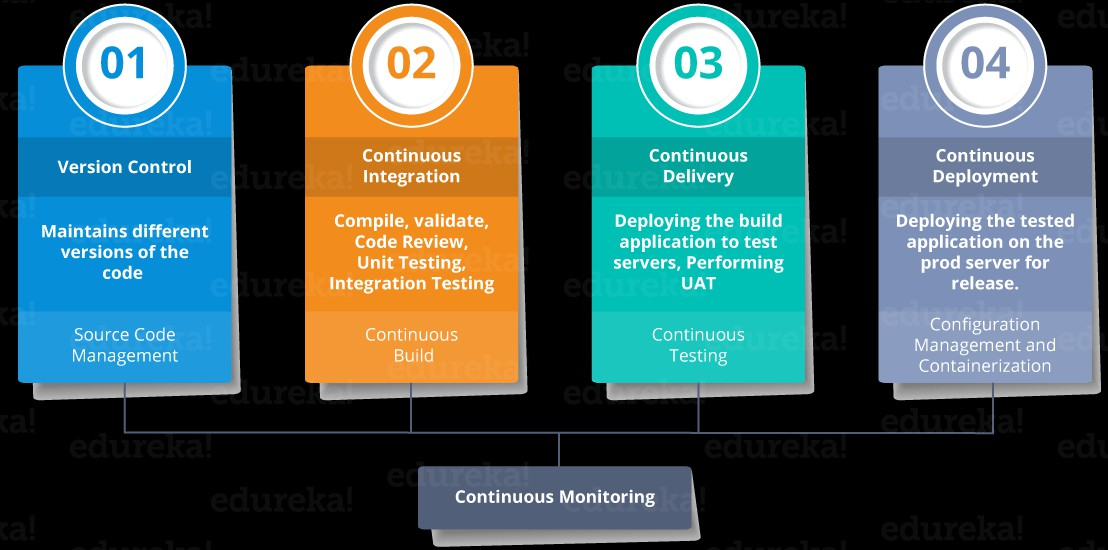 01
Version Control
Maintains different
versions of the
code
Source Code
Management
02
Continuous
Integration
Compile, validate,
Code Review,
Unit Testing,
Integration Testing
Continuous
Build
03
Continuous
Delivery
Deploying the build
application to test
servers, Performing
UAT
Continuous
Testing
04
Continuous
Deployment
Deploying the tested
application on the
prod server for
release.
Configuration
Management and
Containerization
Continuous Monitoring
edureka!